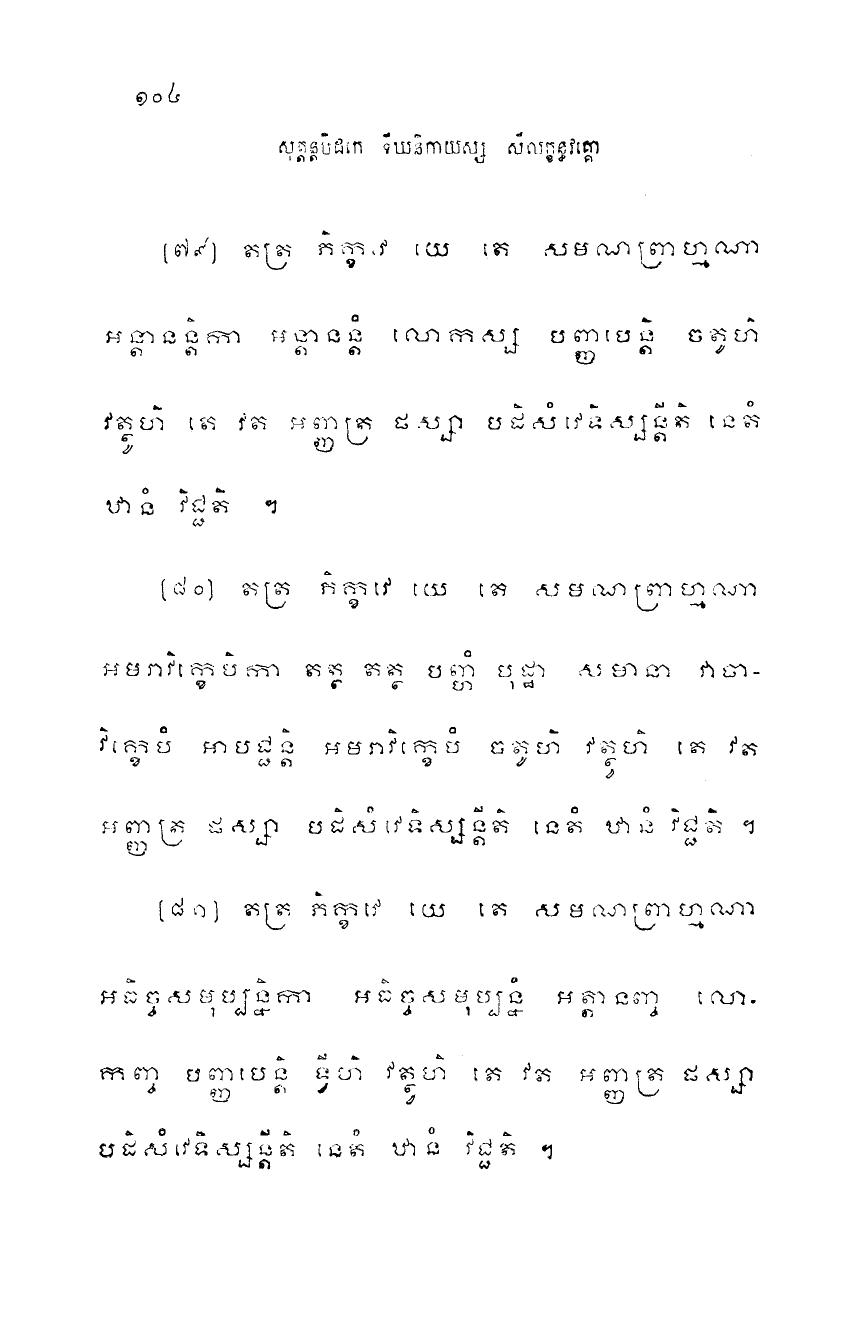 ១០៤
សុត្តន្តបិដកេ ទីឃនិកាយស្ស សីលក្ខន្ធវគ្គោ
[៧៩] តត្រ ភិក្ខវេ យេ តេ សមណព្រាហ្មណា
អន្តានន្តិកា អន្តានន្តំ លោកស្ស បញ្ញាបេន្តិ ចតូហិ
វត្ថូហិ តេ វត អញ្ញត្រ ផស្សា បដិសំវេទិស្សន្តីតិ នេតំ
ឋានំ វិជ្ជតិ ។
[៨០] តត្រ ភិក្ខវេ យេ តេ សមណព្រាហ្មណា
អមរាវិក្ខេបិកា តត្ថ តត្ថ បញ្ហំ បុដ្ឋា សមានា វាចា-
វិក្ខេបំ អាបជ្ជន្តិ អមរាវិក្ខេបំ ចតូហិ វត្ថូហិ តេ វត
អញ្ញត្រ ផស្សា បដិសំវេទិស្សន្តីតិ នេតំ ឋានំ វិជ្ជតិ ។
[៨១] តត្រ ភិក្ខវេ យេ តេ សមណព្រាហ្មណា
អធិច្ចសមុប្បន្និកា អធិច្ចសមុប្បន្នំ អត្តានញ្ច លោ-
កញ្ច បញ្ញាបេន្តិ ទ្វីហិ វត្ថូហិ តេ វត អញ្ញត្រ ផស្សា
បដិសំវេទិស្សន្តីតិ នេតំ ឋានំ វិជ្ជតិ ។